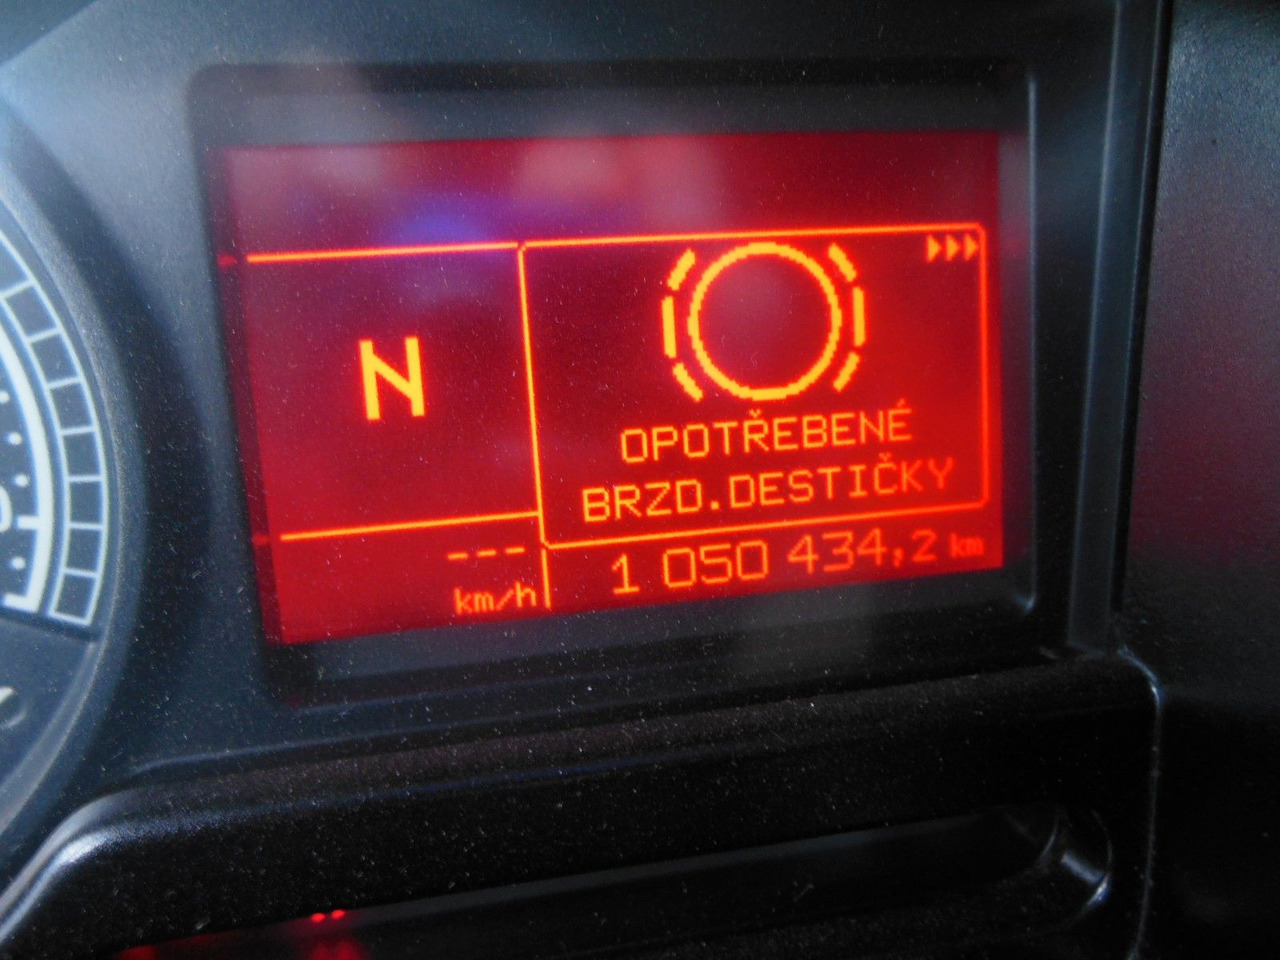 N
OPOTŘEBENÉ
BRZD.DESTIČKY
---
km/h
1 050 434,2 km